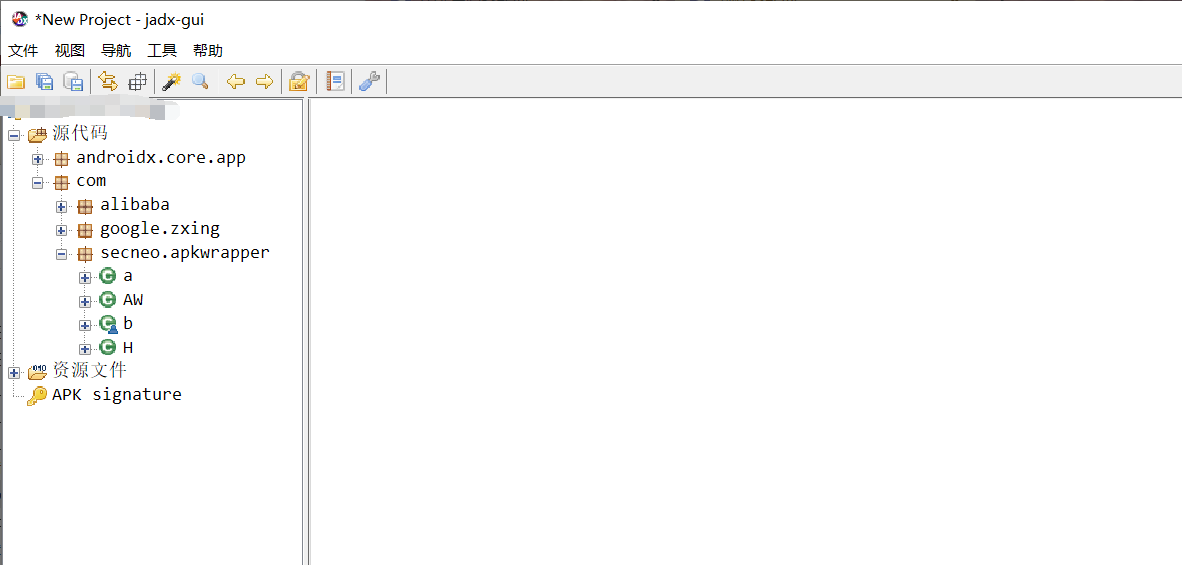 *New Project - jadx-gui
文件 视图 导航 工具 帮助
源代码
androidx.core.app
com
alibaba
google.zxing
secneo.apkwrapper
a
AW
b
H
资源文件
APK signature